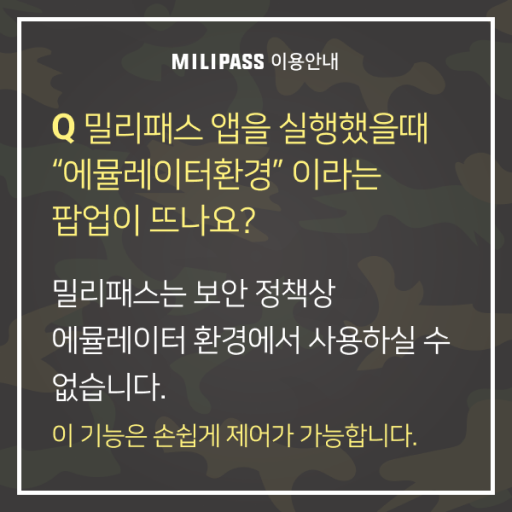 MILIPASS 이용안내
Q 밀리패스 앱을 실행했을때
“에뮬레이터환경” 이라는
팝업이 뜨나요?
밀리패스는 보안 정책상
에뮬레이터 환경에서 사용하실 수
없습니다.
이 기능은 손쉽게 제어가 가능합니다.